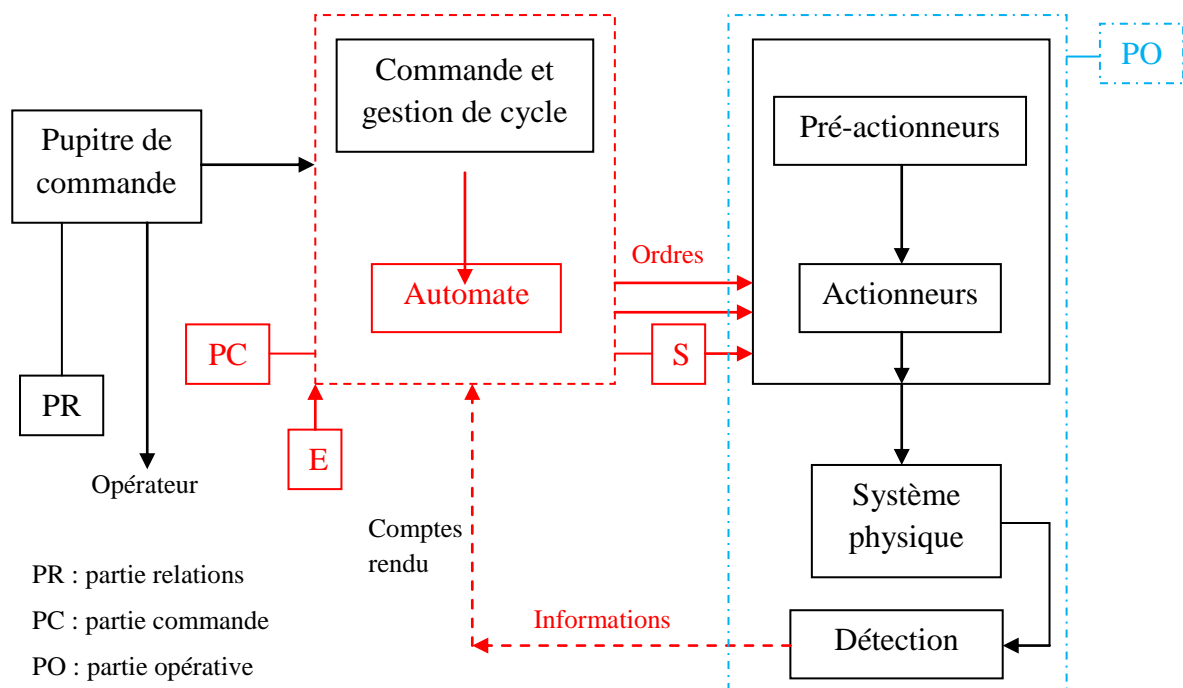 Commande et
gestion de cycle
PO
Pupitre de
commande
Pré-actionneurs
Ordres
Automate
Actionneurs
PC
S
PR
E
Opérateur
Système
physique
Comptes
rendu
PR : partie relations
PC : partie commande
PO : partie opérative
Informations
Détection